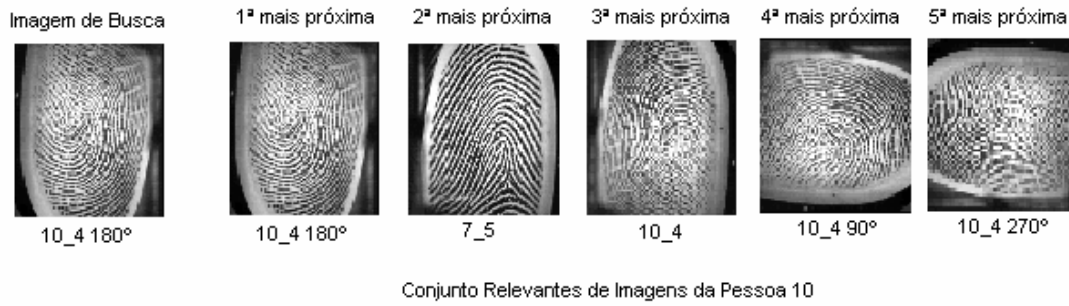 Imagem de Busca 1ª mais próxima 2ª mais próxima 3ª mais próxima 4ª mais próxima 5ª mais próxima
10_4 180º 10_4 180º 7_5 10_4 10_4 90º 10_4 270º
Conjunto Relevantes de Imagens da Pessoa 10